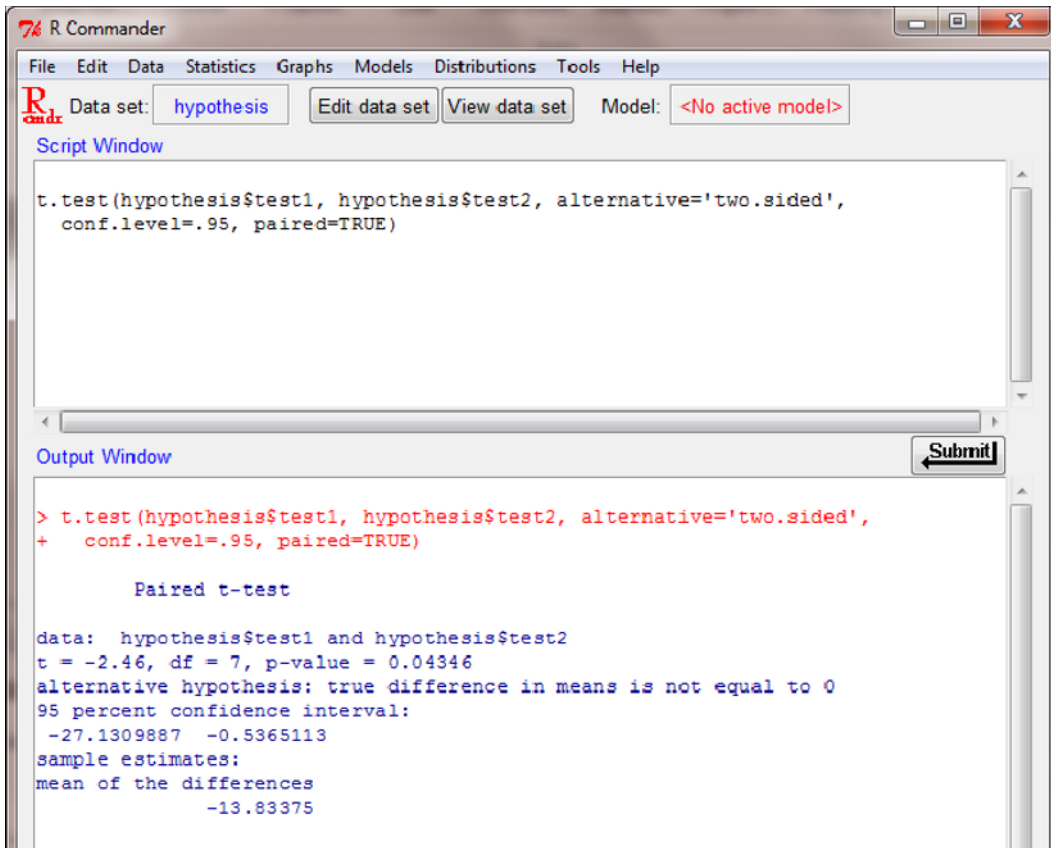 R Commander
File Edit Data Statistics Graphs Models Distributions Tools Help
R cmdr Data set: hypothesis Edit data set View data set Model: <No active model>
Script Window
t.test(hypothesis$test1, hypothesis$test2, alternative='two.sided',
  conf.level=.95, paired=TRUE)
Submit
Output Window
> t.test(hypothesis$test1, hypothesis$test2, alternative='two.sided',
+   conf.level=.95, paired=TRUE)
Paired t-test
data:  hypothesis$test1 and hypothesis$test2
t = -2.46, df = 7, p-value = 0.04346
alternative hypothesis: true difference in means is not equal to 0
95 percent confidence interval:
 -27.1309887  -0.5365113
sample estimates:
mean of the differences
              -13.83375